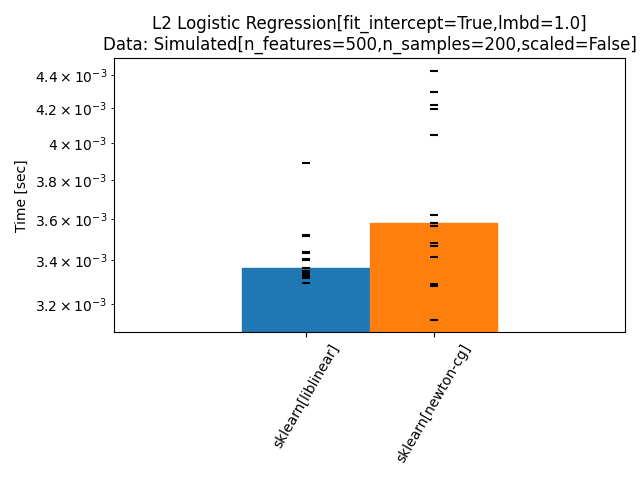 L2 Logistic Regression[fit_intercept=True,lmbd=1.0]
Data: Simulated[n_features=500,n_samples=200,scaled=False]
4.4 × 10⁻³
4.2 × 10⁻³
4 × 10⁻³
3.8 × 10⁻³
3.6 × 10⁻³
3.4 × 10⁻³
3.2 × 10⁻³
Time [sec]
sklearn[liblinear]
sklearn[newton-cg]